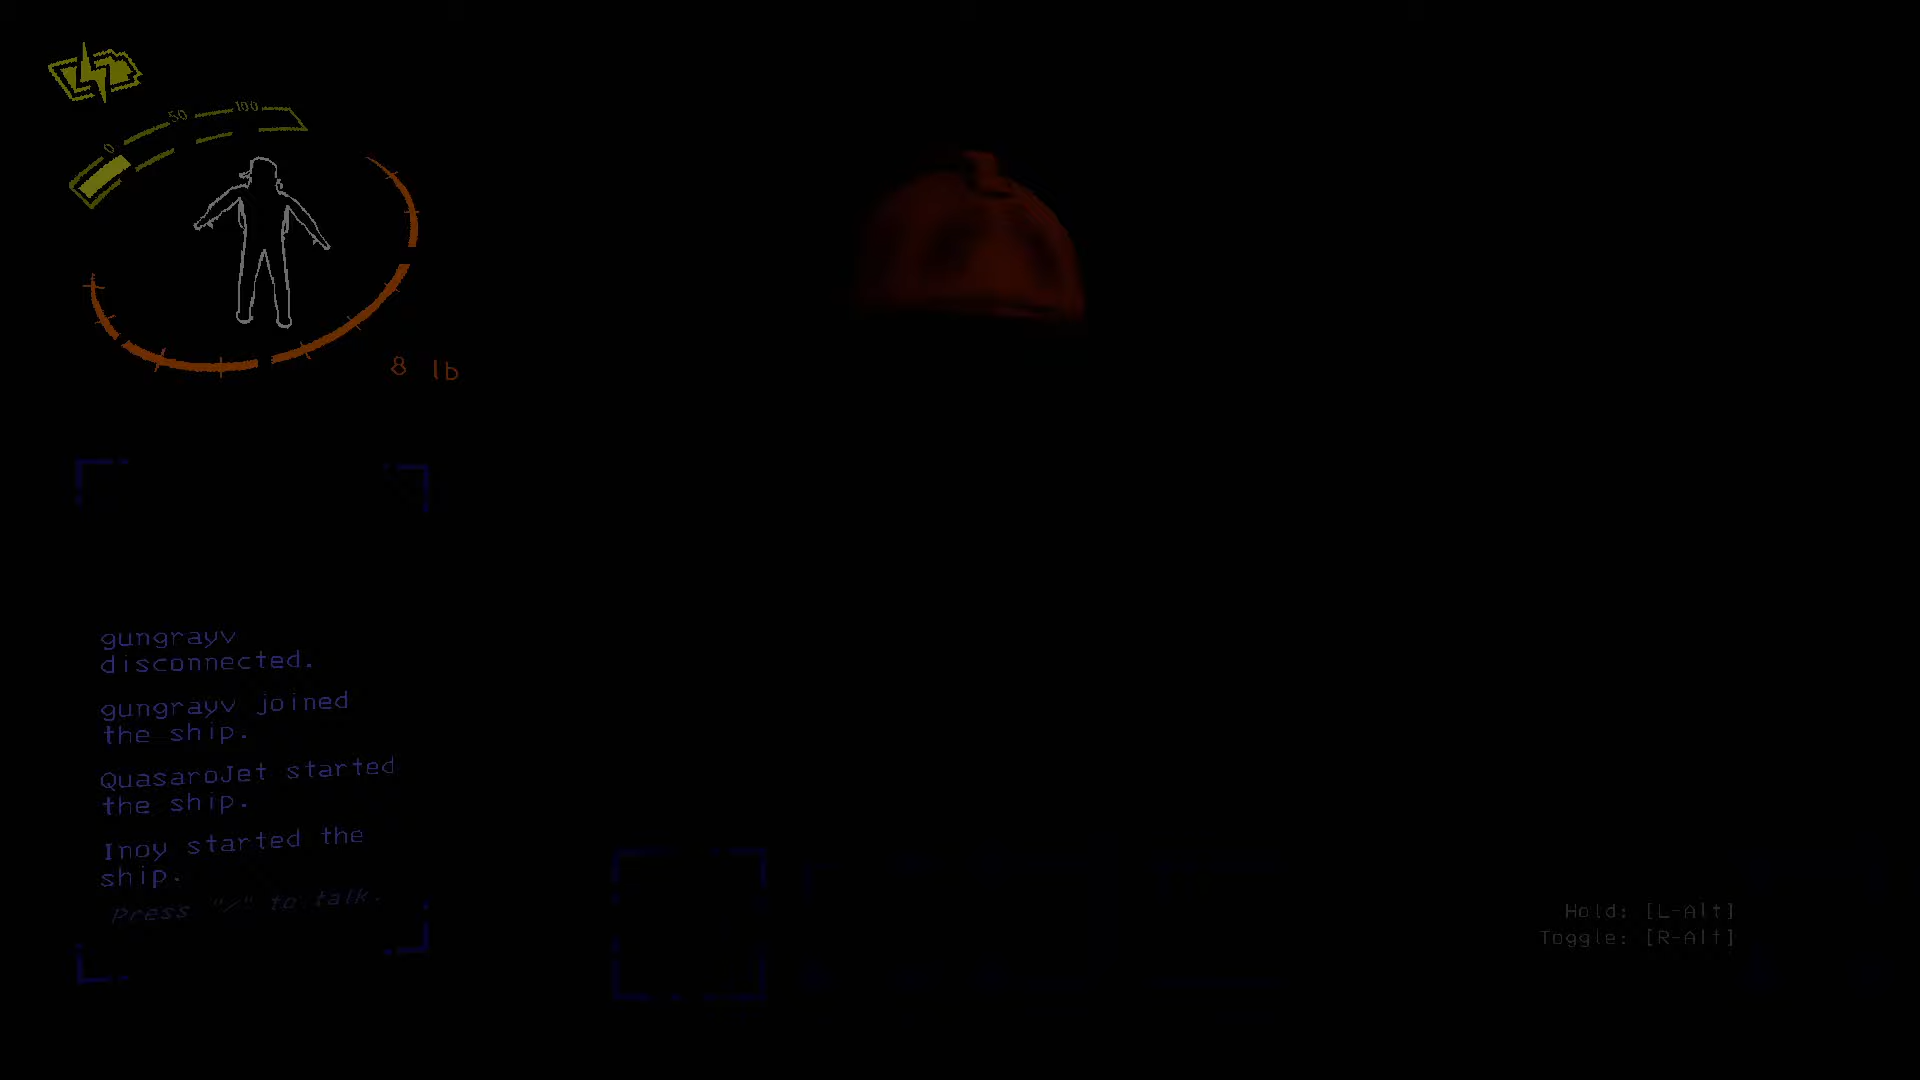 0 50 100
8 lb
gungrayv
disconnected.
gungrayv joined
the ship.
QuasaroJet started
the ship.
Inoy started the
ship.
Press "/" to talk.
Hold: [L-Alt]
Toggle: [R-Alt]